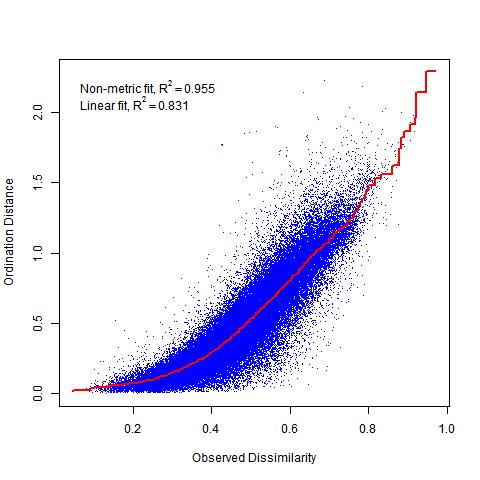 Non-metric fit, R² = 0.955
Linear fit, R² = 0.831
Ordination Distance
2.0
1.5
1.0
0.5
0.0
0.2 0.4 0.6 0.8 1.0
Observed Dissimilarity